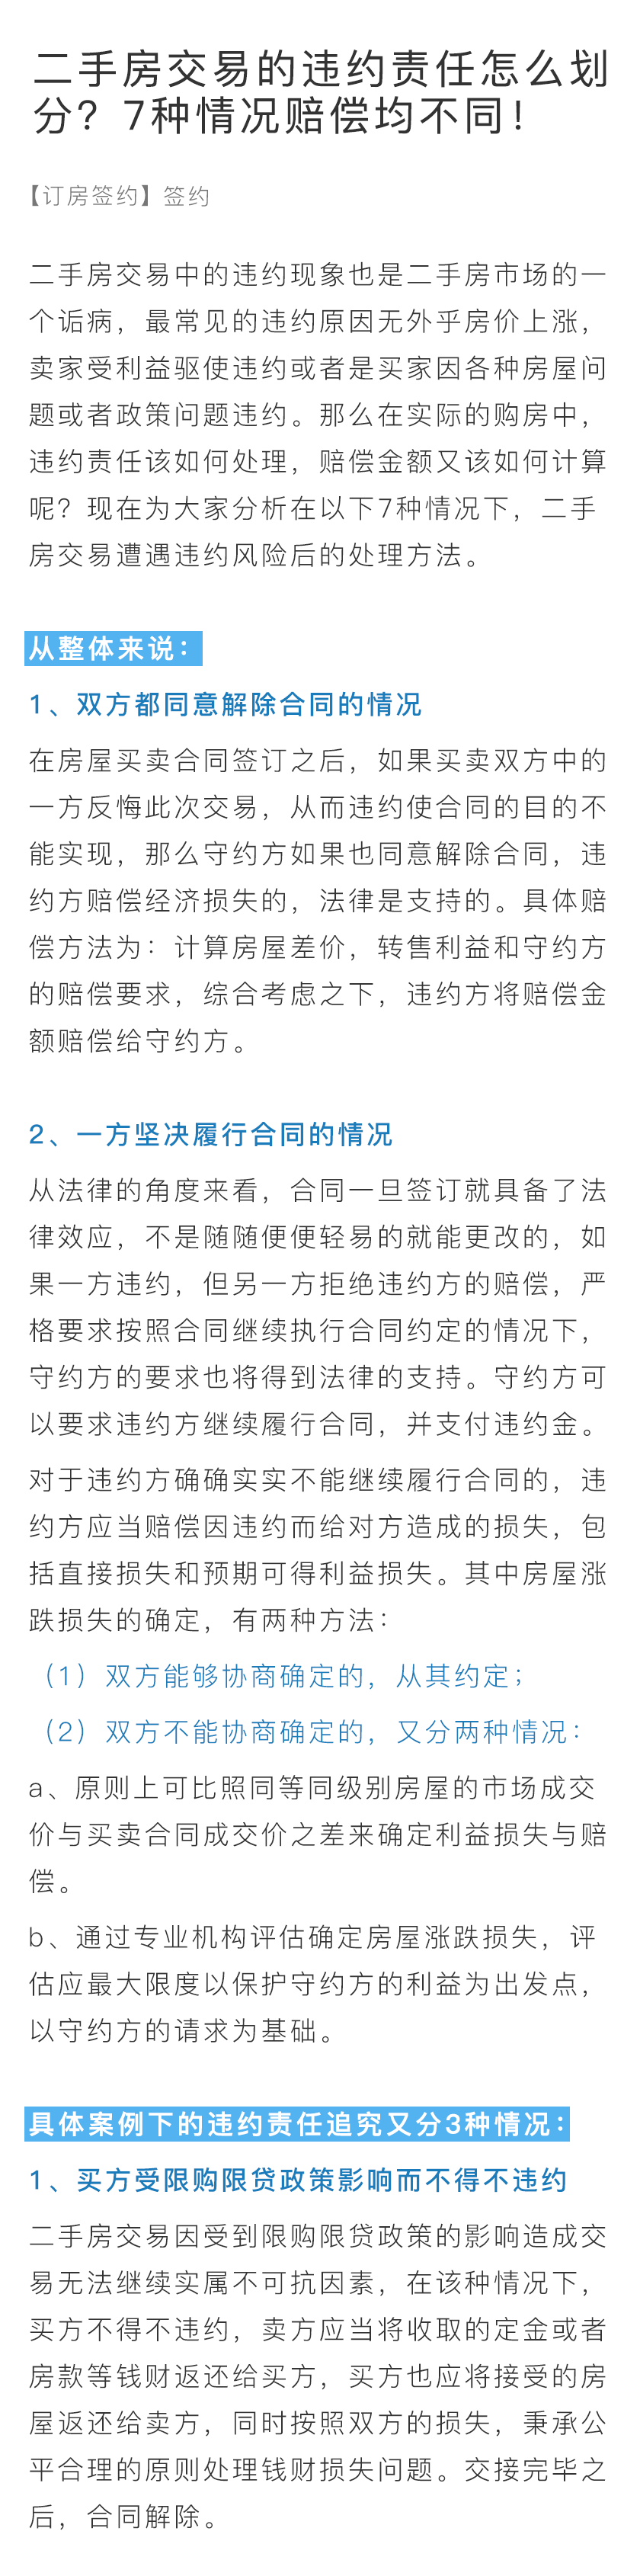 二手房交易的违约责任怎么划
分？7种情况赔偿均不同！
【订房签约】签约
二手房交易中的违约现象也是二手房市场的一
个诟病，最常见的违约原因无外乎房价上涨，
卖家受利益驱使违约或者是买家因各种房屋问
题或者政策问题违约。那么在实际的购房中，
违约责任该如何处理，赔偿金额又该如何计算
呢？现在为大家分析在以下7种情况下，二手
房交易遭遇违约风险后的处理方法。
从整体来说：
1、双方都同意解除合同的情况
在房屋买卖合同签订之后，如果买卖双方中的
一方反悔此次交易，从而违约使合同的目的不
能实现，那么守约方如果也同意解除合同，违
约方赔偿经济损失的，法律是支持的。具体赔
偿方法为：计算房屋差价，转售利益和守约方
的赔偿要求，综合考虑之下，违约方将赔偿金
额赔偿给守约方。
2、一方坚决履行合同的情况
从法律的角度来看，合同一旦签订就具备了法
律效应，不是随随便便轻易的就能更改的，如
果一方违约，但另一方拒绝违约方的赔偿，严
格要求按照合同继续执行合同约定的情况下，
守约方的要求也将得到法律的支持。守约方可
以要求违约方继续履行合同，并支付违约金。
对于违约方确确实实不能继续履行合同的，违
约方应当赔偿因违约而给对方造成的损失，包
括直接损失和预期可得利益损失。其中房屋涨
跌损失的确定，有两种方法：
（1）双方能够协商确定的，从其约定；
（2）双方不能协商确定的，又分两种情况：
a、原则上可比照同等同级别房屋的市场成交
价与买卖合同成交价之差来确定利益损失与赔
偿。
b、通过专业机构评估确定房屋涨跌损失，评
估应最大限度以保护守约方的利益为出发点，
以守约方的请求为基础。
具体案例下的违约责任追究又分3种情况：
1、买方受限购限贷政策影响而不得不违约
二手房交易因受到限购限贷政策的影响造成交
易无法继续实属不可抗因素，在该种情况下，
买方不得不违约，卖方应当将收取的定金或者
房款等钱财返还给买方，买方也应将接受的房
屋返还给卖方，同时按照双方的损失，秉承公
平合理的原则处理钱财损失问题。交接完毕之
后，合同解除。